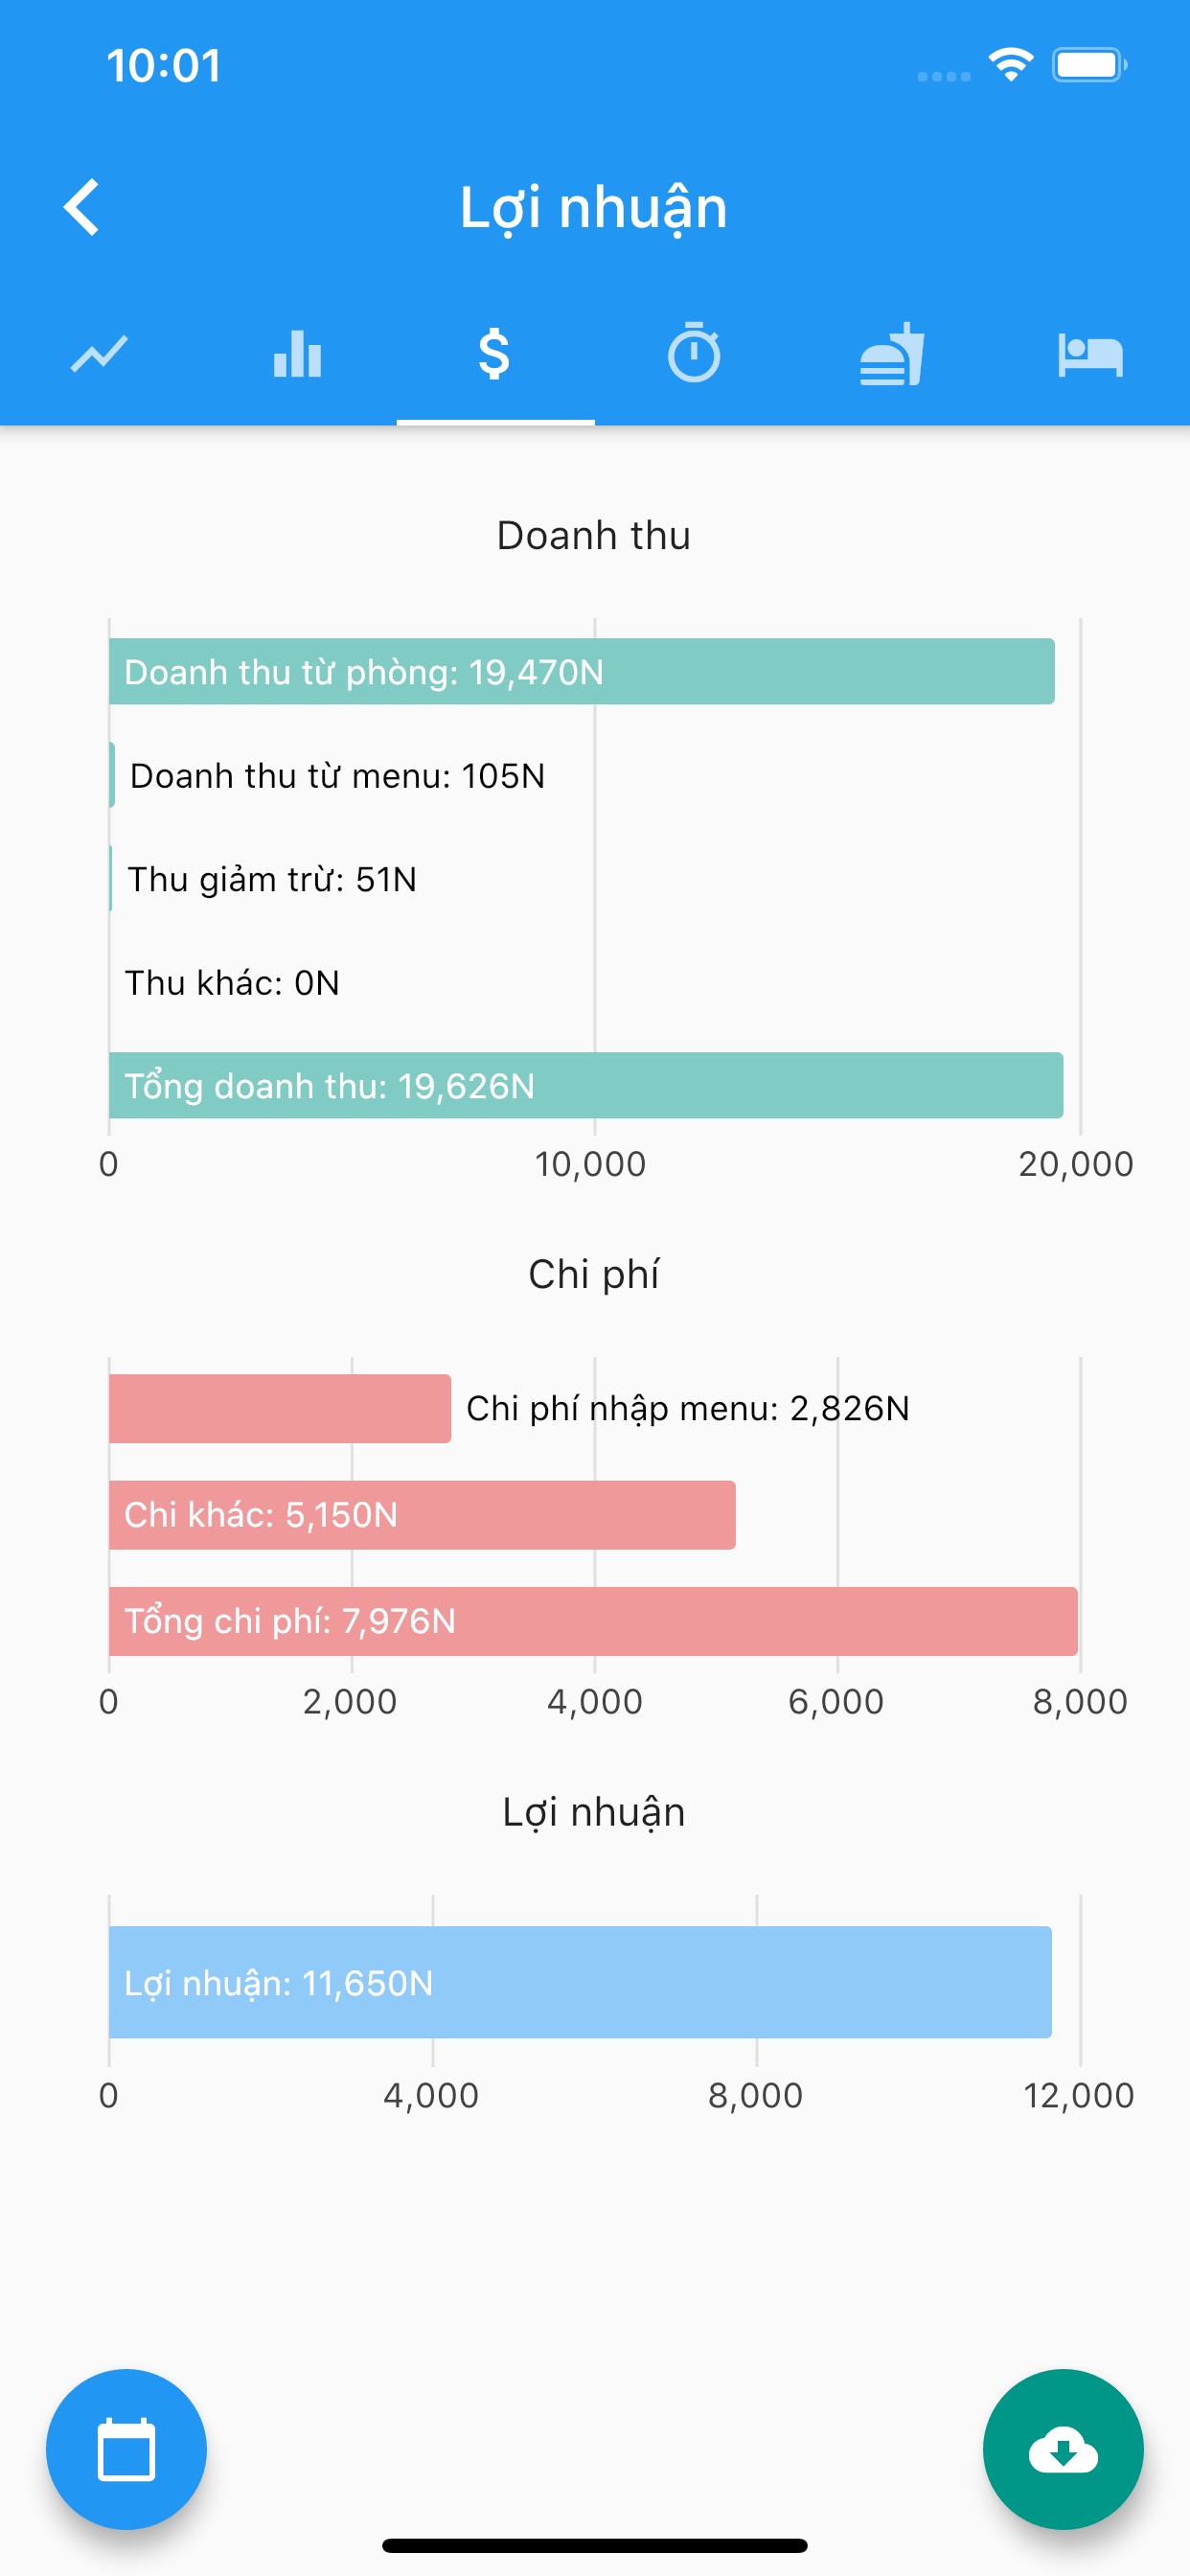 10:01
Lợi nhuận
$
Doanh thu
Doanh thu từ phòng: 19,470N
Doanh thu từ menu: 105N
Thu giảm trừ: 51N
Thu khác: 0N
Tổng doanh thu: 19,626N
0 10,000 20,000
Chi phí
Chi phí nhập menu: 2,826N
Chi khác: 5,150N
Tổng chi phí: 7,976N
0 2,000 4,000 6,000 8,000
Lợi nhuận
Lợi nhuận: 11,650N
0 4,000 8,000 12,000